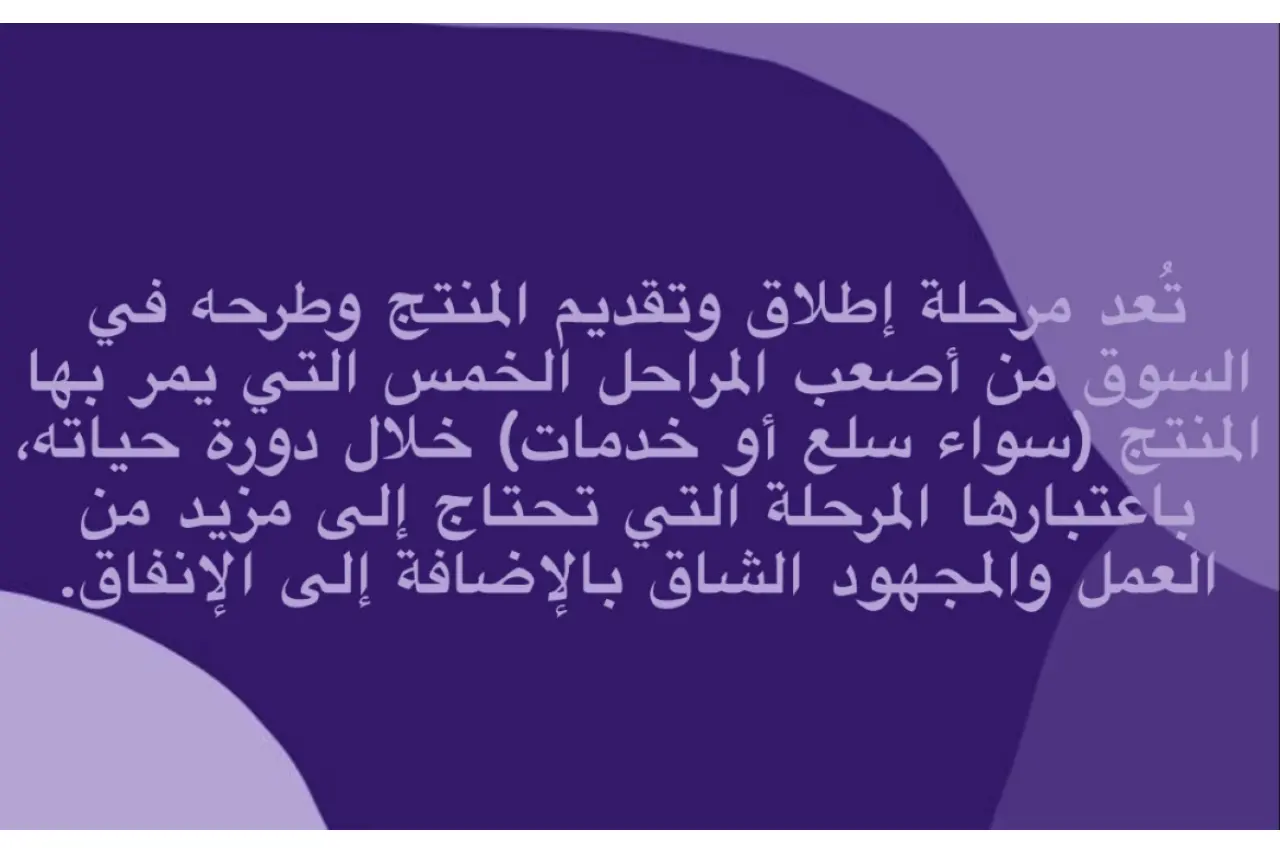 تُعد مرحلة إطلاق وتقديم المنتج وطرحه في
السوق من أصعب المراحل الخمس التي يمر بها
المنتج (سواء سلع أو خدمات) خلال دورة حياته،
باعتبارها المرحلة التي تحتاج إلى مزيد من
العمل والمجهود الشاق بالإضافة إلى الإنفاق.